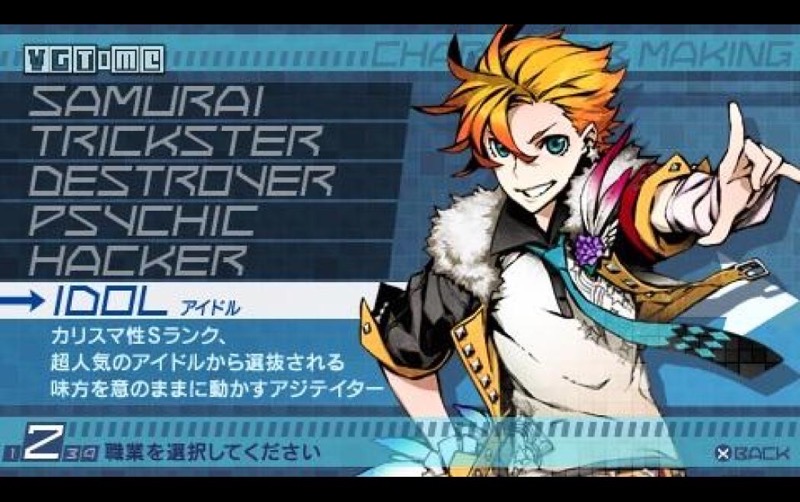 CHARACTER MAKING
VGTIME
SAMURAI
TRICKSTER
DESTROYER
PSYCHIC
HACKER
IDOL アイドル
カリスマ性Sランク、
超人気のアイドルから選抜される
味方を意のままに動かすアジテイター
1 2 3 4 職業を選択してください
BACK